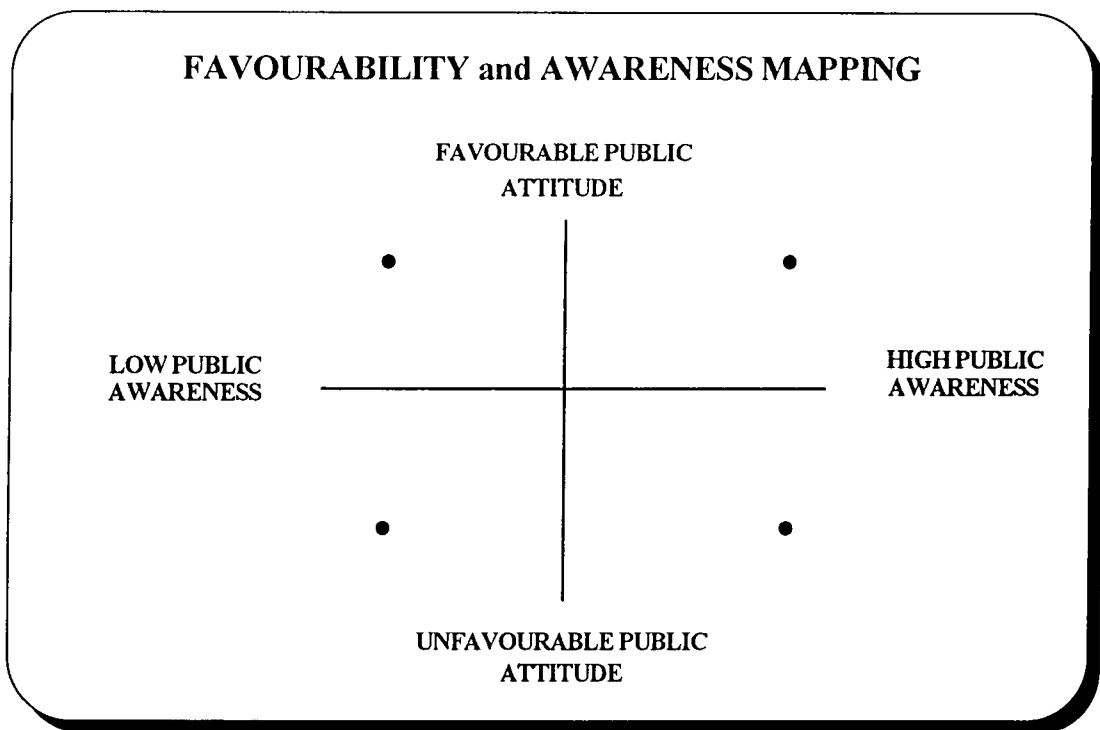 FAVOURABILITY and AWARENESS MAPPING
FAVOURABLE PUBLIC
ATTITUDE
LOW PUBLIC
AWARENESS
HIGH PUBLIC
AWARENESS
UNFAVOURABLE PUBLIC
ATTITUDE